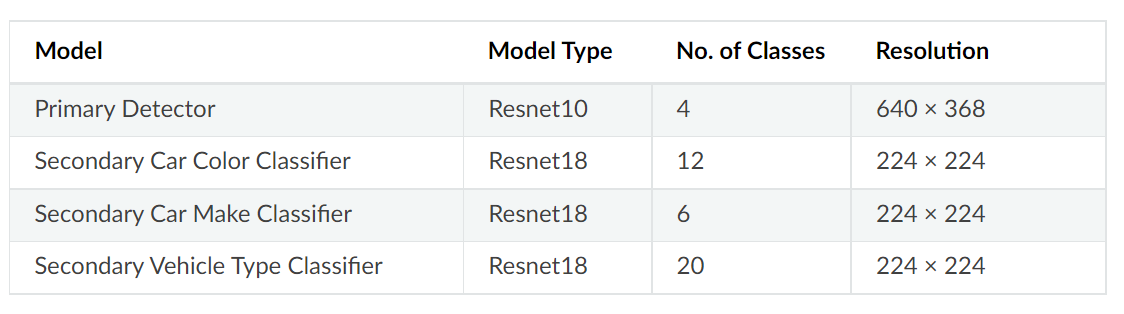 Model Model Type No. of Classes Resolution
Primary Detector Resnet10 4 640 × 368
Secondary Car Color Classifier Resnet18 12 224 × 224
Secondary Car Make Classifier Resnet18 6 224 × 224
Secondary Vehicle Type Classifier Resnet18 20 224 × 224